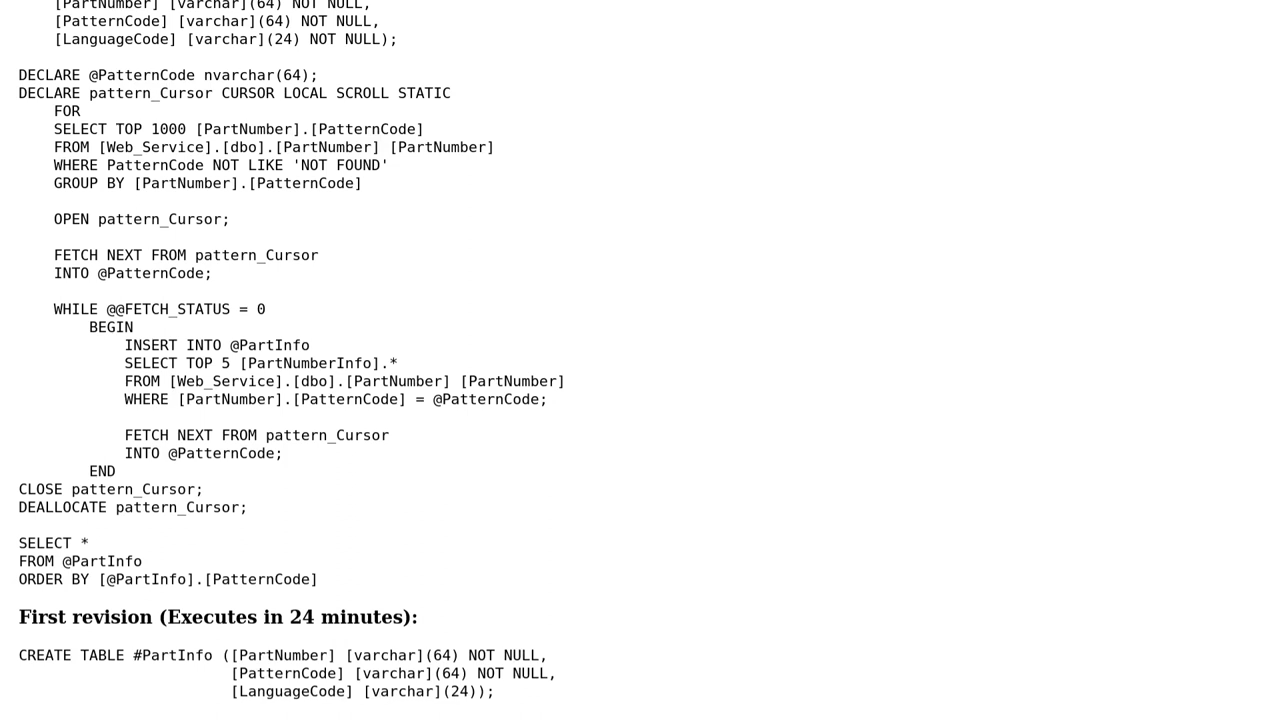 [PartNumber] [varchar](64) NOT NULL,
[PatternCode] [varchar](64) NOT NULL,
[LanguageCode] [varchar](24) NOT NULL);
DECLARE @PatternCode nvarchar(64);
DECLARE pattern_Cursor CURSOR LOCAL SCROLL STATIC
FOR
SELECT TOP 1000 [PartNumber].[PatternCode]
FROM [Web_Service].[dbo].[PartNumber] [PartNumber]
WHERE PatternCode NOT LIKE 'NOT FOUND'
GROUP BY [PartNumber].[PatternCode]
OPEN pattern_Cursor;
FETCH NEXT FROM pattern_Cursor
INTO @PatternCode;
WHILE @@FETCH_STATUS = 0
BEGIN
INSERT INTO @PartInfo
SELECT TOP 5 [PartNumberInfo].*
FROM [Web_Service].[dbo].[PartNumber] [PartNumber]
WHERE [PartNumber].[PatternCode] = @PatternCode;
FETCH NEXT FROM pattern_Cursor
INTO @PatternCode;
END
CLOSE pattern_Cursor;
DEALLOCATE pattern_Cursor;
SELECT *
FROM @PartInfo
ORDER BY [@PartInfo].[PatternCode]
First revision (Executes in 24 minutes):
CREATE TABLE #PartInfo ([PartNumber] [varchar](64) NOT NULL,
[PatternCode] [varchar](64) NOT NULL,
[LanguageCode] [varchar](24));